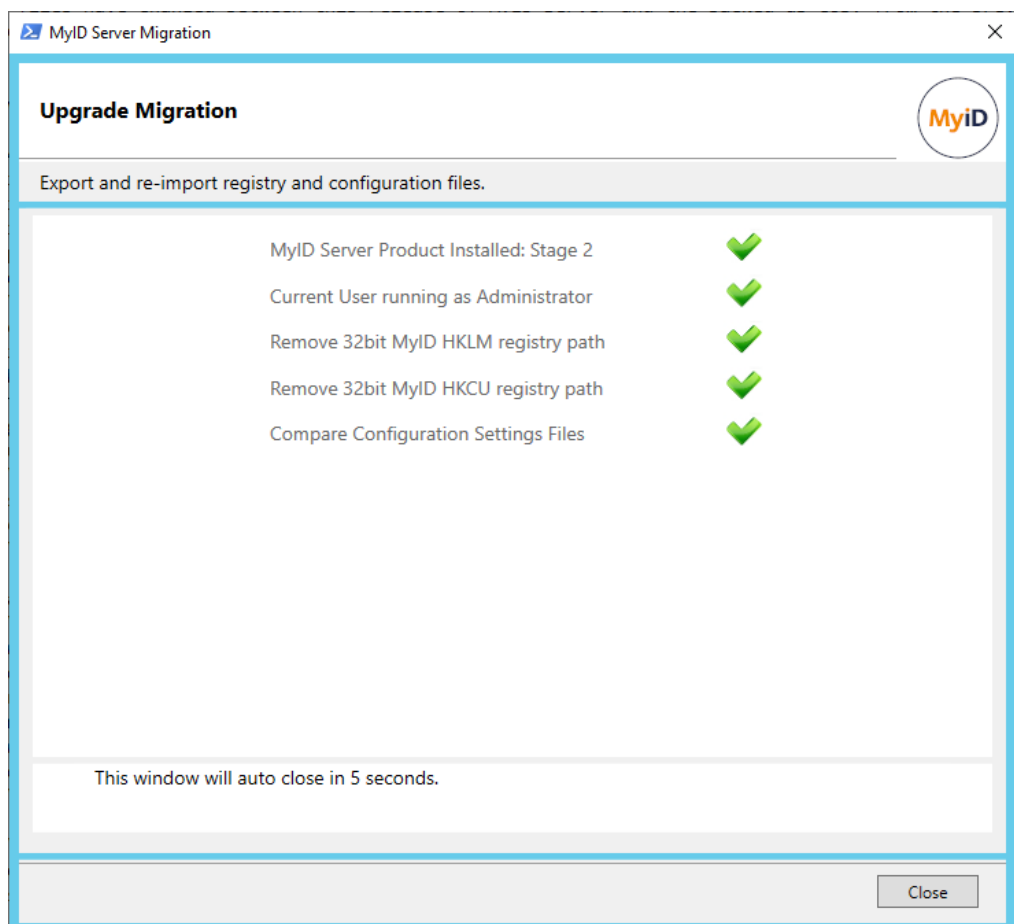 MyID Server Migration
Upgrade Migration
MyiD
Export and re-import registry and configuration files.
MyID Server Product Installed: Stage 2
Current User running as Administrator
Remove 32bit MyID HKLM registry path
Remove 32bit MyID HKCU registry path
Compare Configuration Settings Files
This window will auto close in 5 seconds.
Close